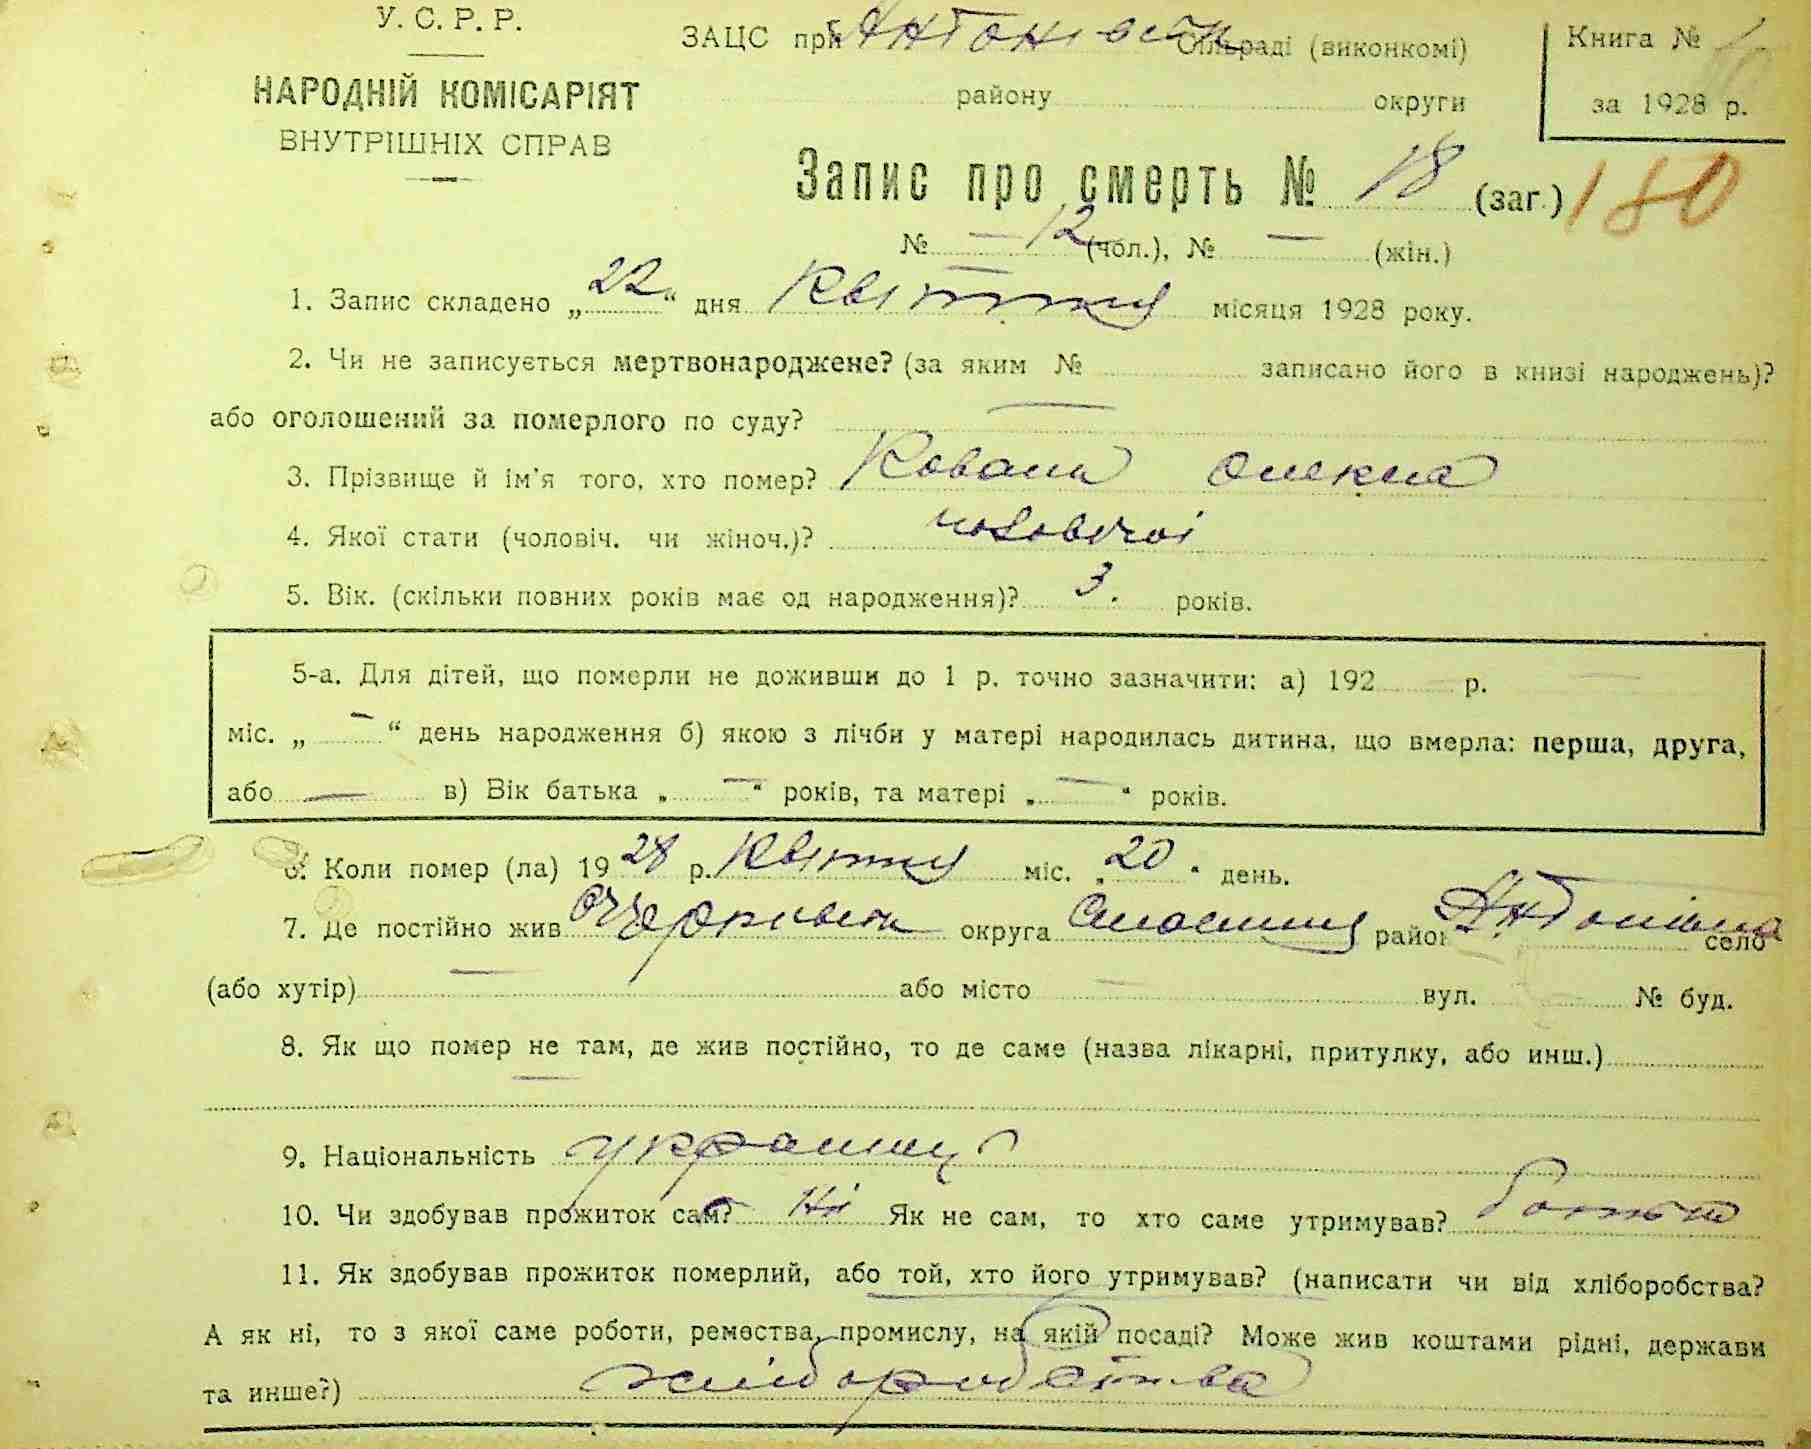 У. С. Р. Р.
НАРОДНІЙ КОМІСАРІЯТ
ВНУТРІШНІХ СПРАВ
ЗАЦС при Сільраді (виконкомі)
району округи
Книга №
за 1928 р.
Запис про смерть № 18 (заг.) 180
№ — 12 (чол.), № — (жін.)
1. Запис складено „22“ дня Квітня місяця 1928 року.
2. Чи не записується мертвонароджене? (за яким № записано його в книзі народжень)?
або оголошений за померлого по суду? —
3. Прізвище й ім'я того, хто помер? Коваль Олекса
4. Якої стати (чоловіч. чи жіноч.)? чоловічої
5. Вік. (скільки повних років має од народження)? 3. років.
5-а. Для дітей, що померли не доживши до 1 р. точно зазначити: а) 192 р. —
міс. „ — “ день народження б) якою з лічби у матері народилась дитина, що вмерла: перша, друга,
або — в) Вік батька „ — “ років, та матері „ — “ років.
6. Коли помер (ла) 1928 р. Квітня міс. „20“ день.
7. Де постійно жив округа район Антонівка село
(або хутір) — або місто — вул. — № буд.
8. Як що помер не там, де жив постійно, то де саме (назва лікарні, притулку, або инш.)
—
9. Національність українц
10. Чи здобував прожиток сам? Ні Як не сам, то хто саме утримував? батько
11. Як здобував прожиток померлий, або той, хто його утримував? (написати чи від хліборобства?
А як ні, то з якої саме роботи, ремества, промислу, на якій посаді? Може жив коштами рідні, держави
та инше?) хліборобства